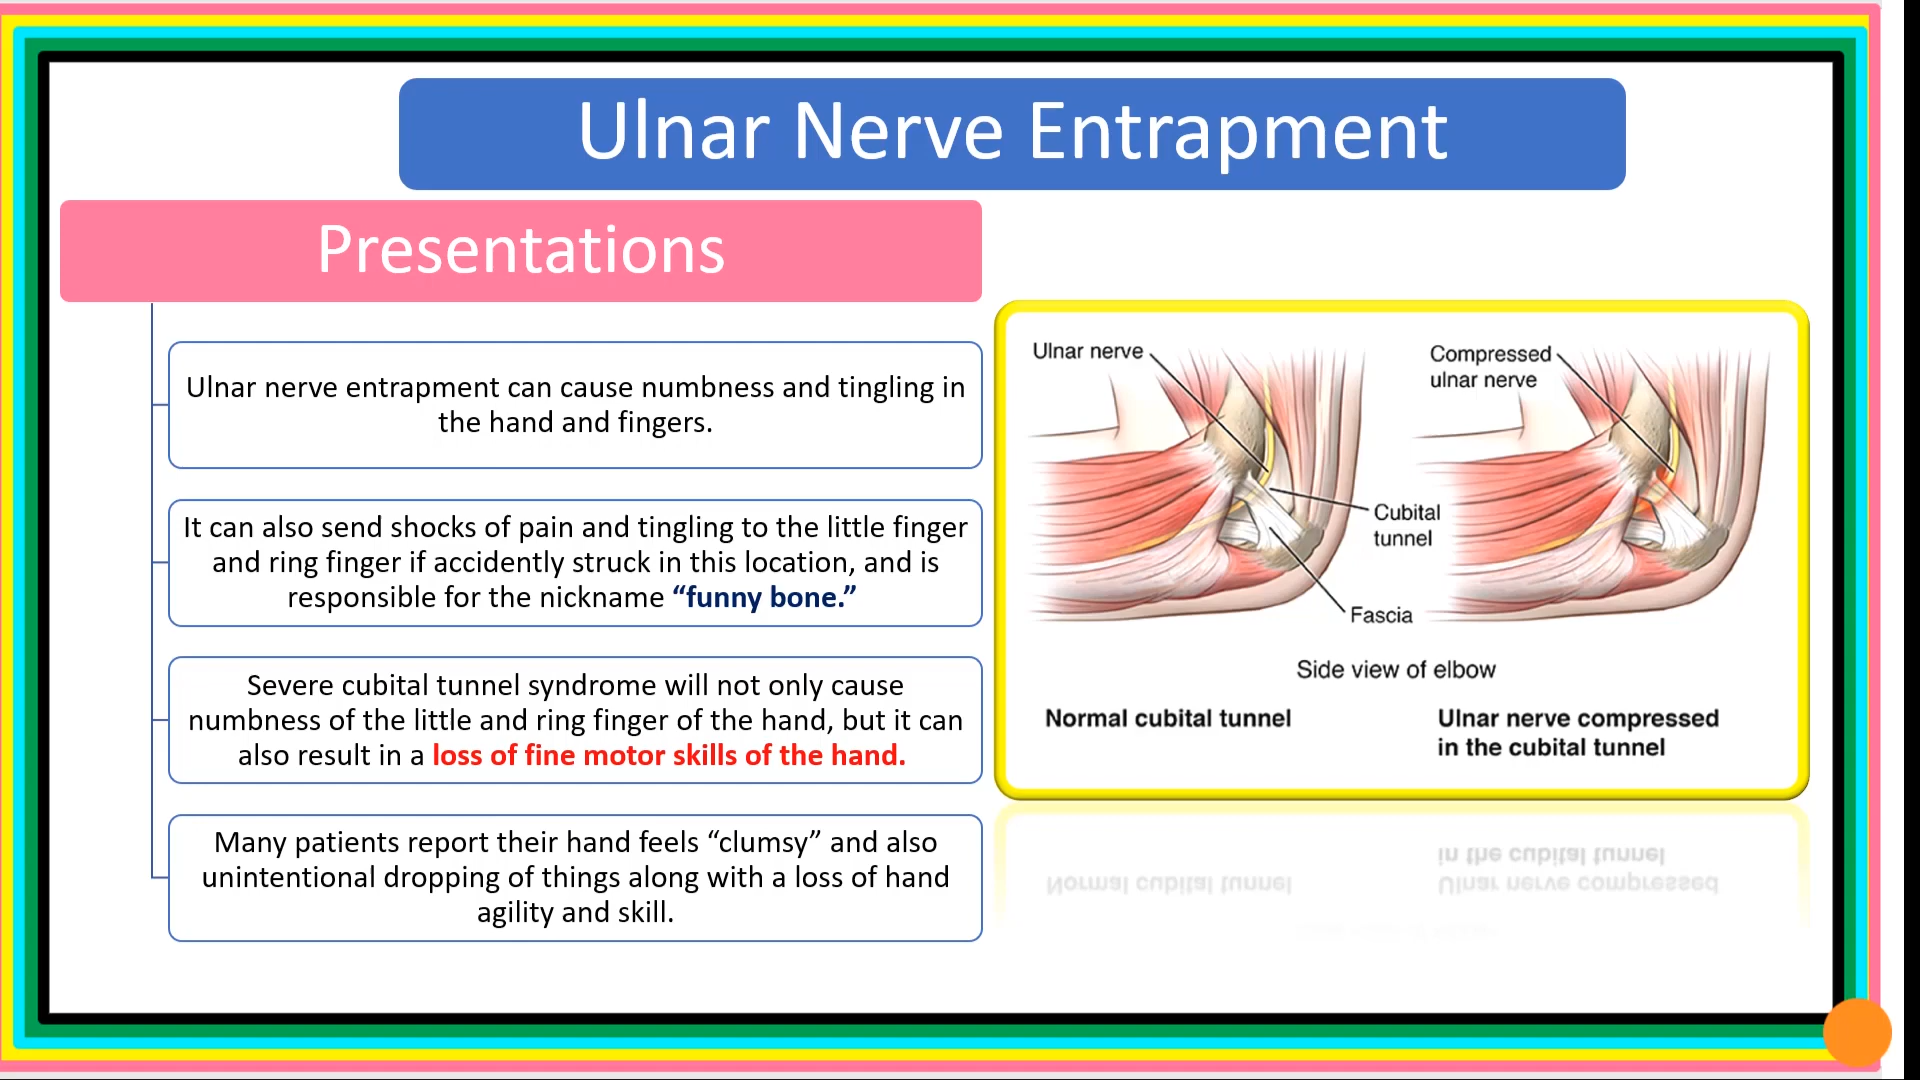 Ulnar Nerve Entrapment
Presentations
Ulnar nerve entrapment can cause numbness and tingling in
the hand and fingers.
It can also send shocks of pain and tingling to the little finger
and ring finger if accidently struck in this location, and is
responsible for the nickname “funny bone.”
Severe cubital tunnel syndrome will not only cause
numbness of the little and ring finger of the hand, but it can
also result in a loss of fine motor skills of the hand.
Many patients report their hand feels “clumsy” and also
unintentional dropping of things along with a loss of hand
agility and skill.
Ulnar nerve
Compressed
ulnar nerve
Cubital
tunnel
Fascia
Side view of elbow
Normal cubital tunnel
Ulnar nerve compressed
in the cubital tunnel